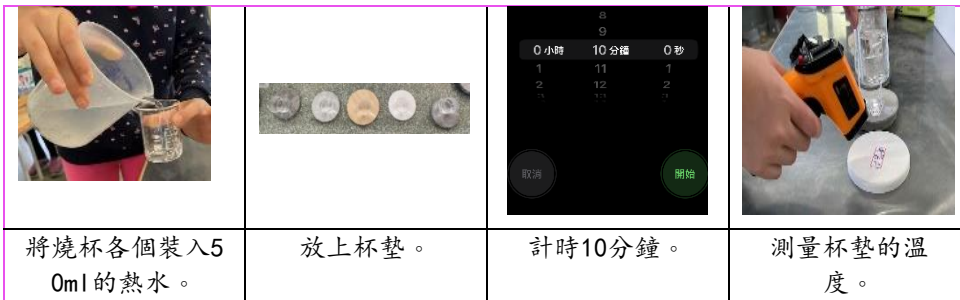 8
9
0 小時 10 分鐘 0 秒
1 11 1
2 12 2
取消 開始
將燒杯各個裝入5
0ml的熱水。
放上杯墊。
計時10分鐘。
測量杯墊的溫
度。